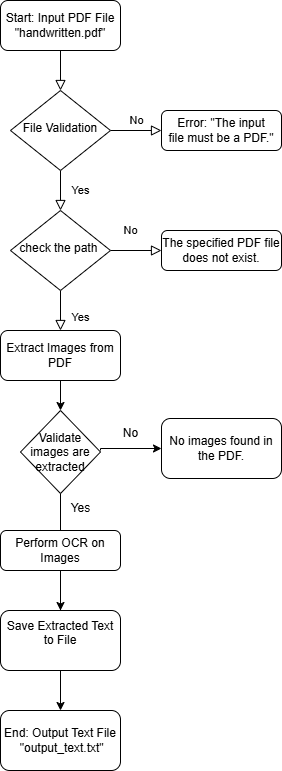 Start: Input PDF File
"handwritten.pdf"
File Validation
No
Error: "The input
file must be a PDF."
Yes
check the path
No
The specified PDF file
does not exist.
Yes
Extract Images from
PDF
Validate
images are
extracted
No
No images found in
the PDF.
Yes
Perform OCR on
Images
Save Extracted Text
to File
End: Output Text File
"output_text.txt"